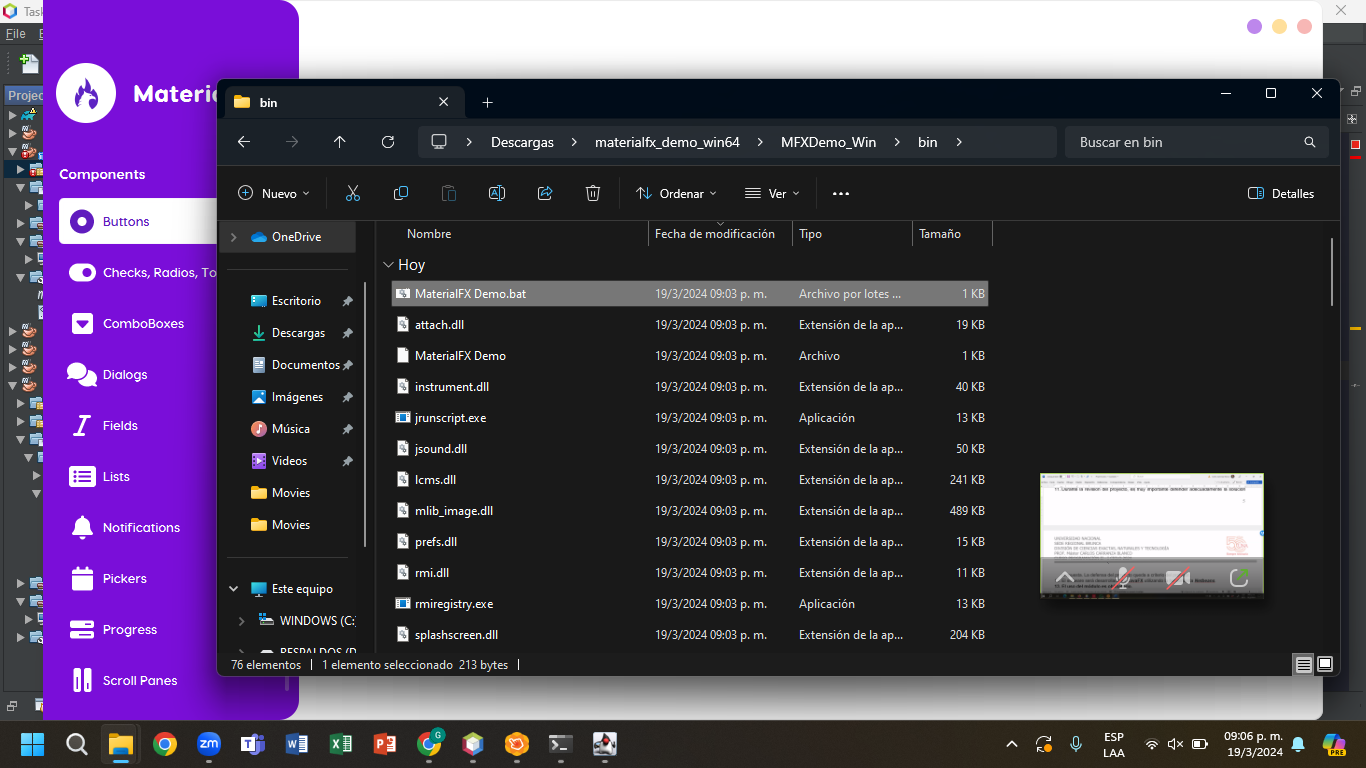 Task
File
Materia
bin
Descargas
materialfx_demo_win64
MFXDemo_Win
bin
Buscar en bin
Projec
Nuevo
Ordenar
Ver
Detalles
Components
Buttons
Checks, Radios, To
ComboBoxes
Dialogs
Fields
Lists
Notifications
Pickers
Progress
Scroll Panes
OneDrive
Escritorio
Descargas
Documentos
Imágenes
Música
Videos
Movies
Movies
Este equipo
WINDOWS (C:)
RESPALDOS (D
Nombre Fecha de modificación Tipo Tamaño
Hoy
MaterialFX Demo.bat 19/3/2024 09:03 p. m. Archivo por lotes ... 1 KB
attach.dll 19/3/2024 09:03 p. m. Extensión de la ap... 19 KB
MaterialFX Demo 19/3/2024 09:03 p. m. Archivo 1 KB
instrument.dll 19/3/2024 09:03 p. m. Extensión de la ap... 40 KB
jrunscript.exe 19/3/2024 09:03 p. m. Aplicación 13 KB
jsound.dll 19/3/2024 09:03 p. m. Extensión de la ap... 50 KB
lcms.dll 19/3/2024 09:03 p. m. Extensión de la ap... 241 KB
mlib_image.dll 19/3/2024 09:03 p. m. Extensión de la ap... 489 KB
prefs.dll 19/3/2024 09:03 p. m. Extensión de la ap... 15 KB
rmi.dll 19/3/2024 09:03 p. m. Extensión de la ap... 11 KB
rmiregistry.exe 19/3/2024 09:03 p. m. Aplicación 13 KB
splashscreen.dll 19/3/2024 09:03 p. m. Extensión de la ap... 204 KB
UNIVERSIDAD NACIONAL
SEDE REGIONAL BRUNCA
76 elementos 1 elemento seleccionado 213 bytes
zm
G
ESP
LAA
09:06 p. m.
19/3/2024
PRE